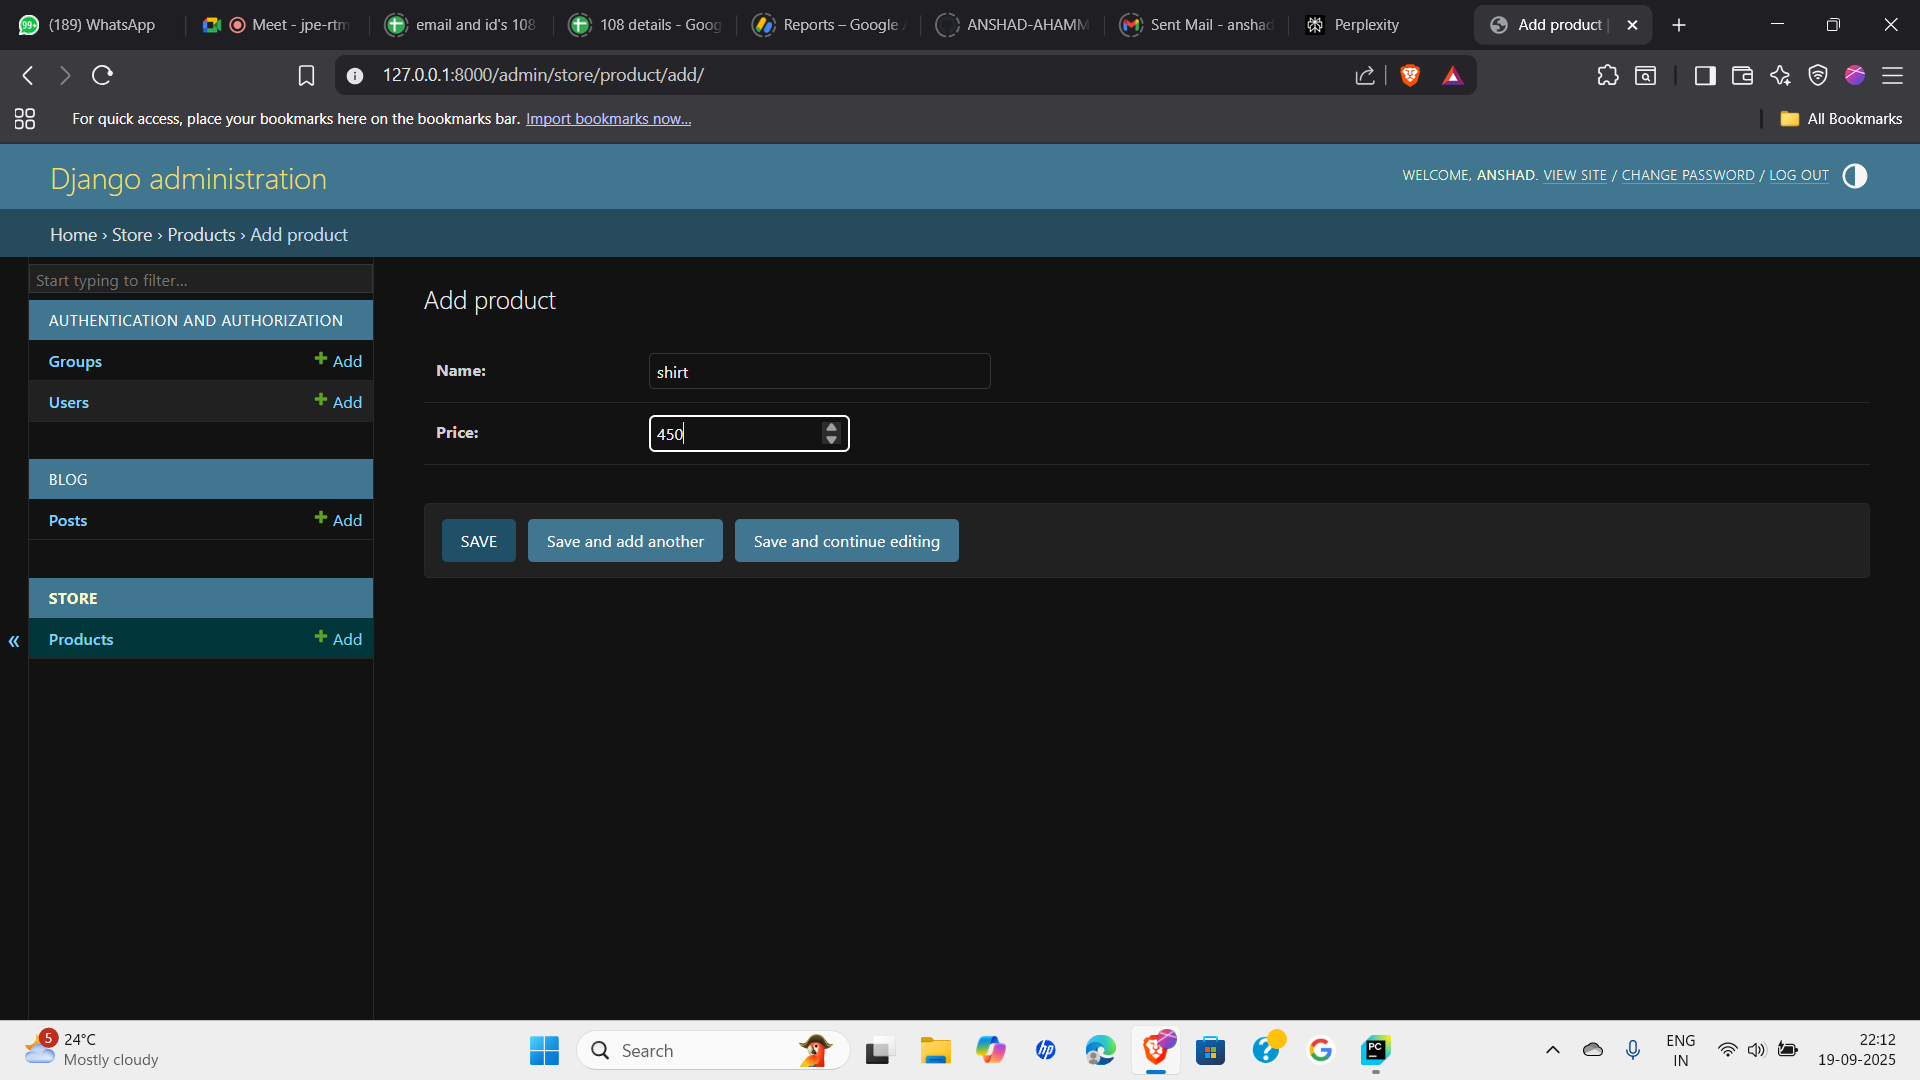 (189) WhatsApp
Meet - jpe-rtm
email and id's 108
108 details - Goog
Reports – Google A
ANSHAD-AHAMM
Sent Mail - anshad
Perplexity
Add product |
127.0.0.1:8000/admin/store/product/add/
For quick access, place your bookmarks here on the bookmarks bar. Import bookmarks now...
All Bookmarks
Django administration
WELCOME, ANSHAD. VIEW SITE / CHANGE PASSWORD / LOG OUT
Home › Store › Products › Add product
Start typing to filter...
AUTHENTICATION AND AUTHORIZATION
Groups + Add
Users + Add
BLOG
Posts + Add
STORE
Products + Add
«
Add product
Name: shirt
Price: 450
SAVE
Save and add another
Save and continue editing
5
24°C
Mostly cloudy
Search
hp
PC
ENG
IN
22:12
19-09-2025